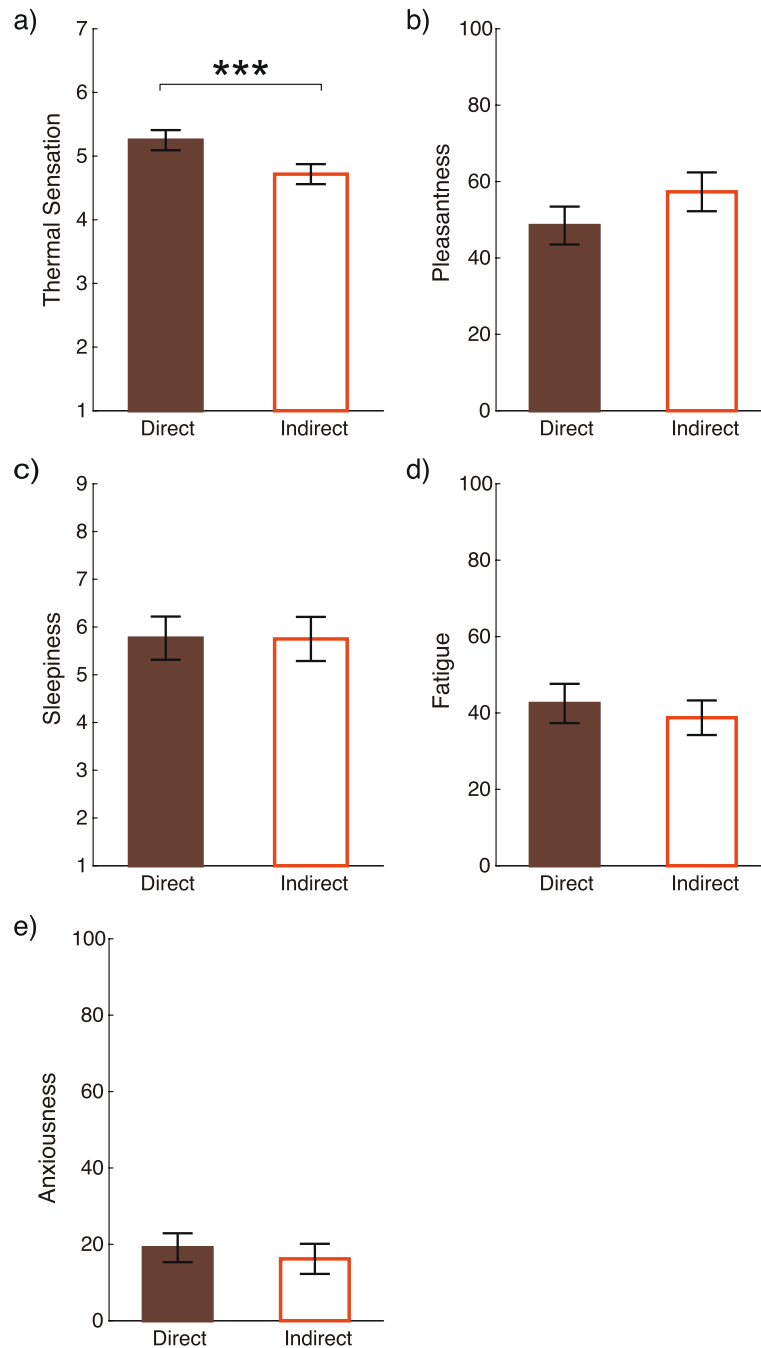 a)
7
6
5
4
3
2
1
Thermal Sensation
***
Direct Indirect
b)
100
80
60
40
20
0
Pleasantness
Direct Indirect
c)
9
8
7
6
5
4
3
2
1
Sleepiness
Direct Indirect
d)
100
80
60
40
20
0
Fatigue
Direct Indirect
e)
100
80
60
40
20
0
Anxiousness
Direct Indirect